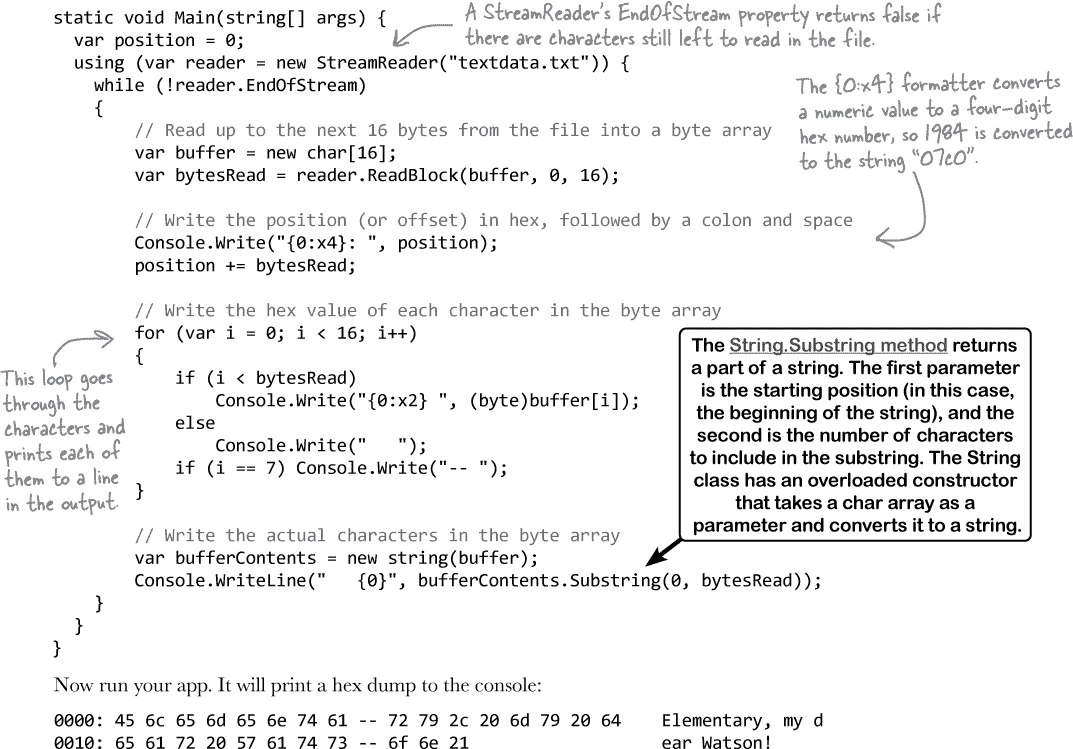 static void Main(string[] args) {
var position = 0;
using (var reader = new StreamReader("textdata.txt")) {
while (!reader.EndOfStream)
{
A StreamReader's EndOfStream property returns false if
there are characters still left to read in the file.
// Read up to the next 16 bytes from the file into a byte array
var buffer = new char[16];
var bytesRead = reader.ReadBlock(buffer, 0, 16);
The {0:x4} formatter converts
a numeric value to a four-digit
hex number, so 1984 is converted
to the string “07c0”.
// Write the position (or offset) in hex, followed by a colon and space
Console.Write("{0:x4}: ", position);
position += bytesRead;
// Write the hex value of each character in the byte array
for (var i = 0; i < 16; i++)
{
if (i < bytesRead)
Console.Write("{0:x2} ", (byte)buffer[i]);
else
Console.Write("   ");
if (i == 7) Console.Write("-- ");
}
This loop goes
through the
characters and
prints each of
them to a line
in the output.
The String.Substring method returns
a part of a string. The first parameter
is the starting position (in this case,
the beginning of the string), and the
second is the number of characters
to include in the substring. The String
class has an overloaded constructor
that takes a char array as a
parameter and converts it to a string.
// Write the actual characters in the byte array
var bufferContents = new string(buffer);
Console.WriteLine("   {0}", bufferContents.Substring(0, bytesRead));
}
}
}
Now run your app. It will print a hex dump to the console:
0000: 45 6c 65 6d 65 6e 74 61 -- 72 79 2c 20 6d 79 20 64    Elementary, my d
0010: 65 61 72 20 57 61 74 73 -- 6f 6e 21                   ear Watson!